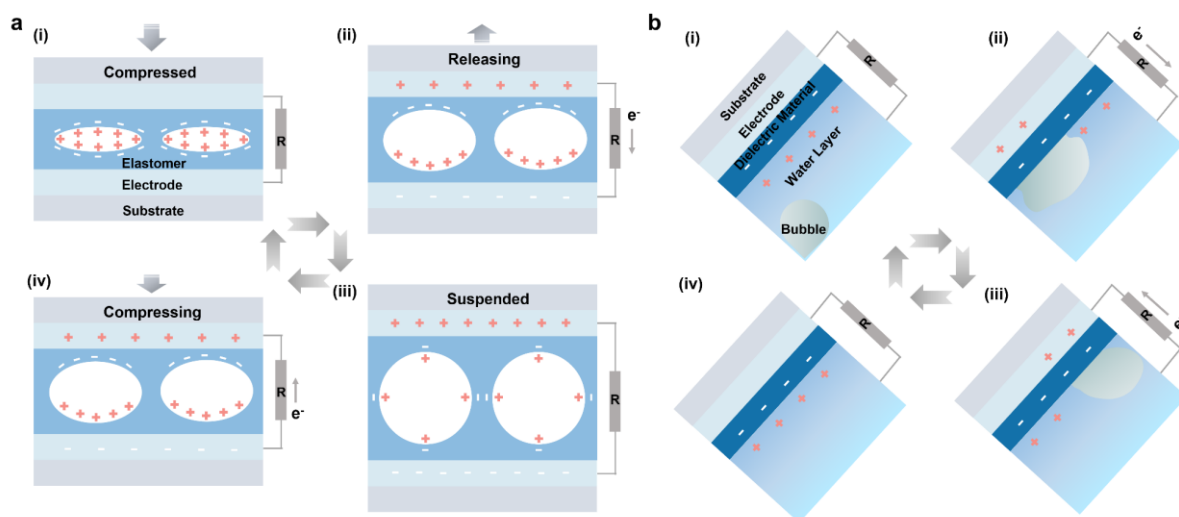 a
(i)
Compressed
R
Elastomer
Electrode
Substrate
(ii)
Releasing
R
e-
(iv)
Compressing
R
e-
(iii)
Suspended
R
b
(i)
Substrate
Electrode
Dielectric Material
Water Layer
Bubble
R
(ii)
e-
R
(iv)
R
(iii)
R
e